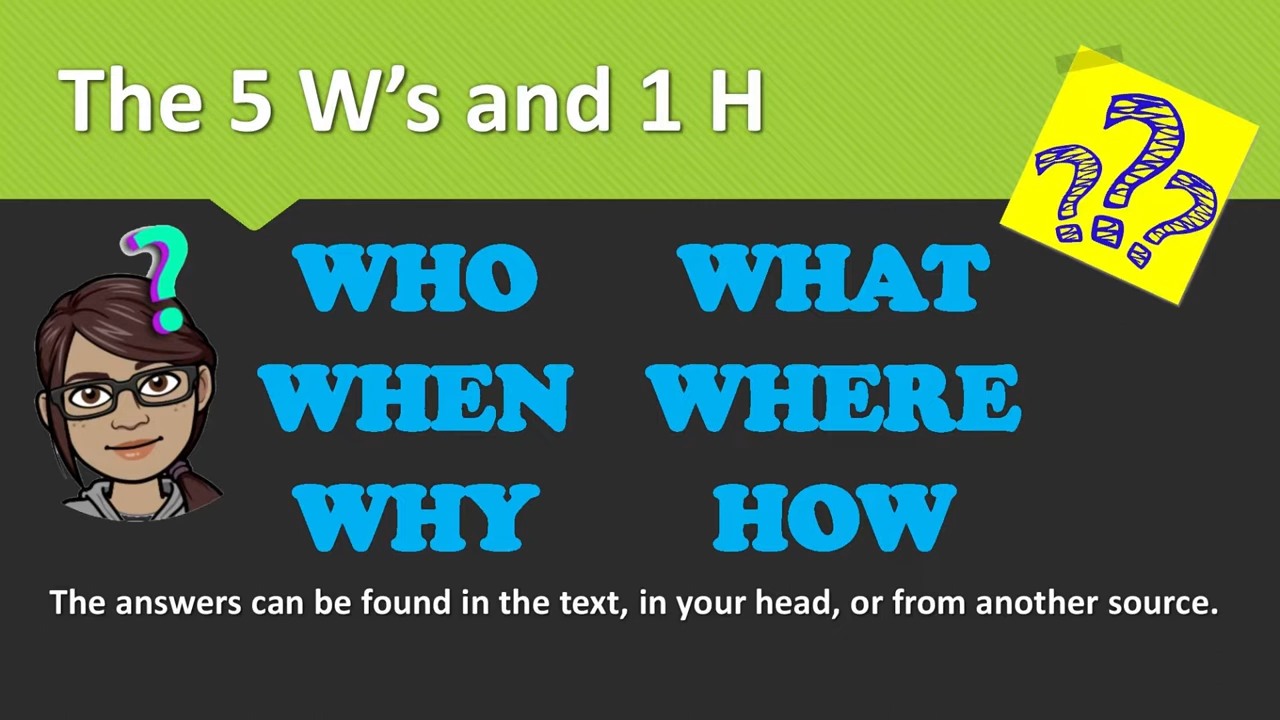 The 5 W’s and 1 H
???
?
WHO WHAT
WHEN WHERE
WHY HOW
The answers can be found in the text, in your head, or from another source.